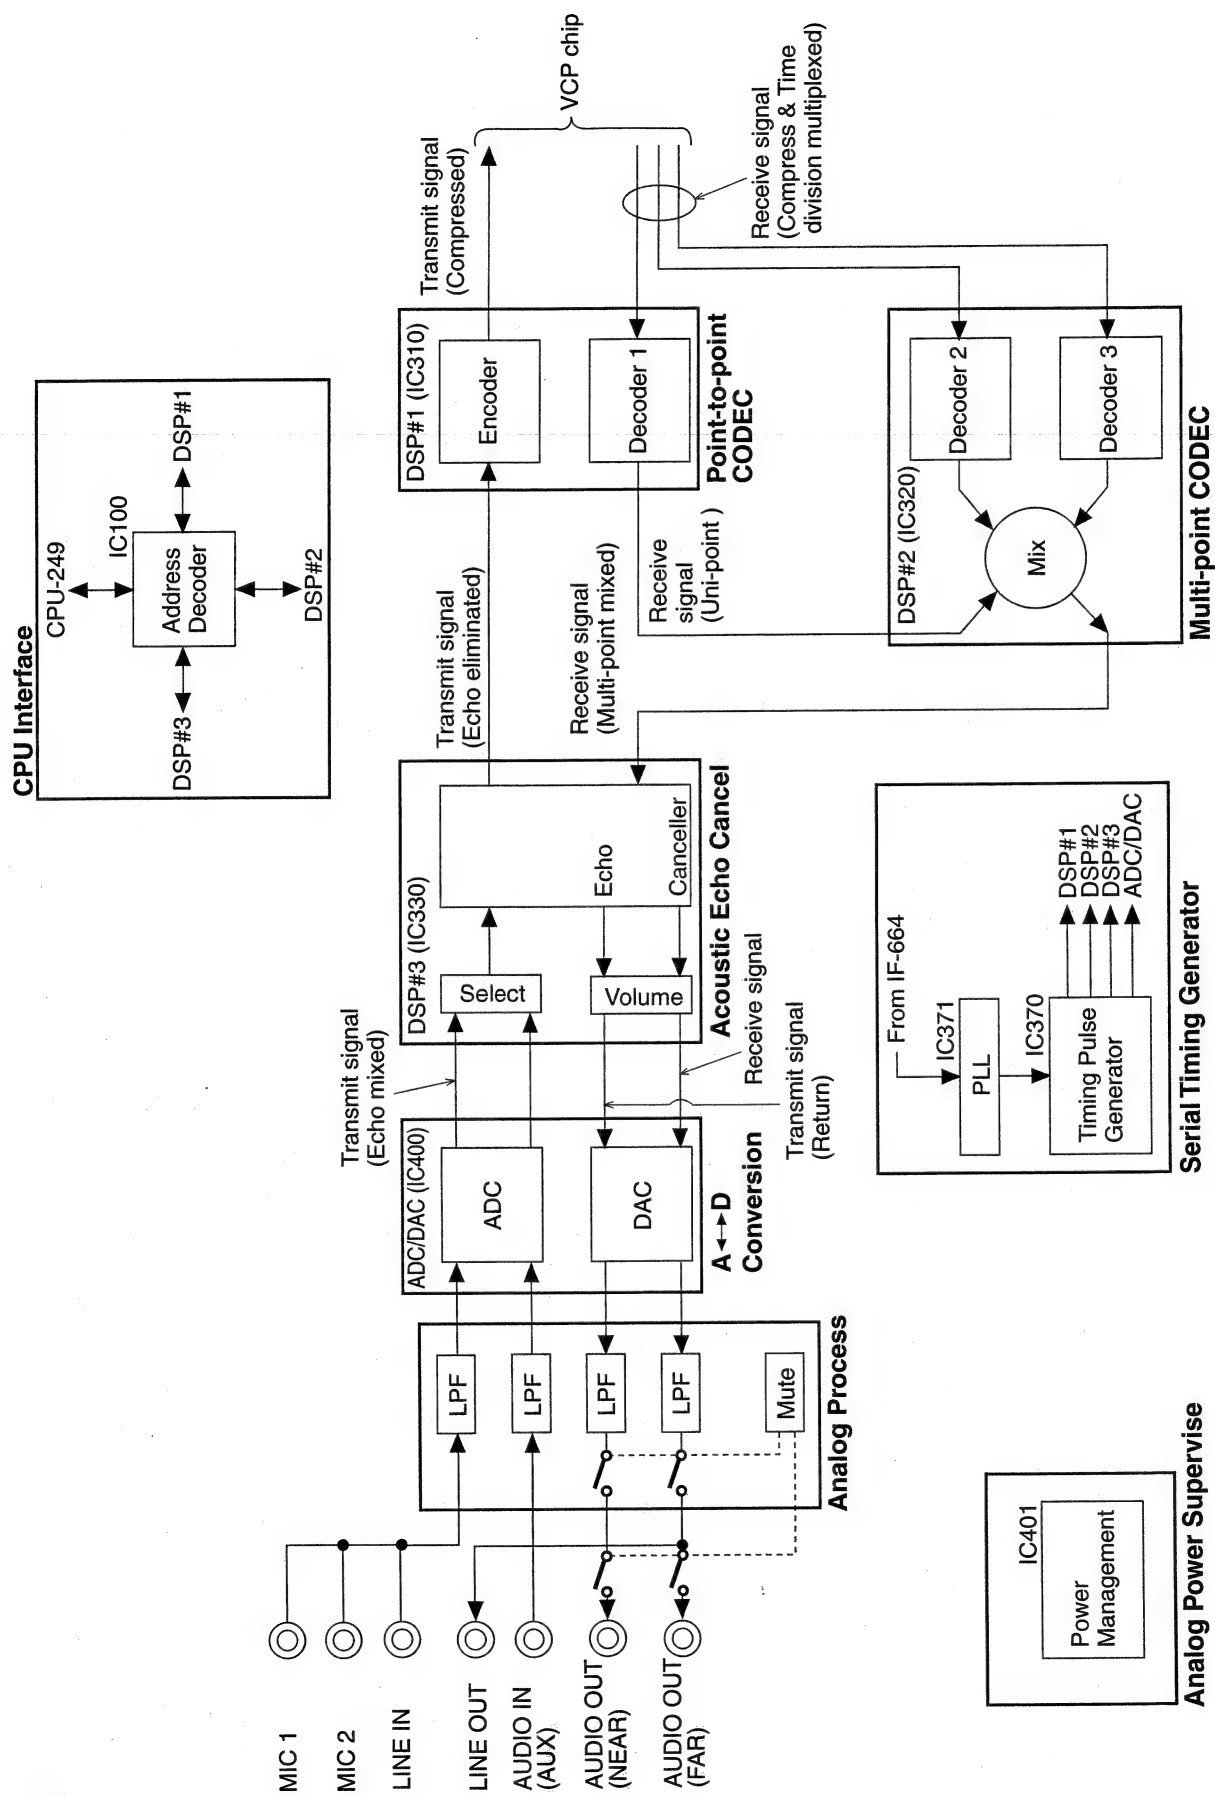 CPU Interface
CPU-249
IC100
Address
Decoder
DSP#3
DSP#1
DSP#2
MIC 1
MIC 2
LINE IN
LINE OUT
AUDIO IN
(AUX)
AUDIO OUT
(NEAR)
AUDIO OUT
(FAR)
LPF
LPF
LPF
LPF
Mute
Analog Process
Transmit signal
(Echo mixed)
ADC/DAC (IC400)
ADC
DAC
A D
Conversion
Transmit signal
(Return)
Receive signal
DSP#3 (IC330)
Select
Volume
Echo
Canceller
Acoustic Echo Cancel
Transmit signal
(Echo eliminated)
Receive signal
(Multi-point mixed)
Receive
signal
(Uni-point )
DSP#1 (IC310)
Encoder
Decoder 1
Point-to-point
CODEC
Transmit signal
(Compressed)
VCP chip
Receive signal
(Compress & Time
division multiplexed)
DSP#2 (IC320)
Mix
Decoder 2
Decoder 3
Multi-point CODEC
From IF-664
IC371
PLL
IC370
Timing Pulse
Generator
DSP#1
DSP#2
DSP#3
ADC/DAC
Serial Timing Generator
IC401
Power
Management
Analog Power Supervise